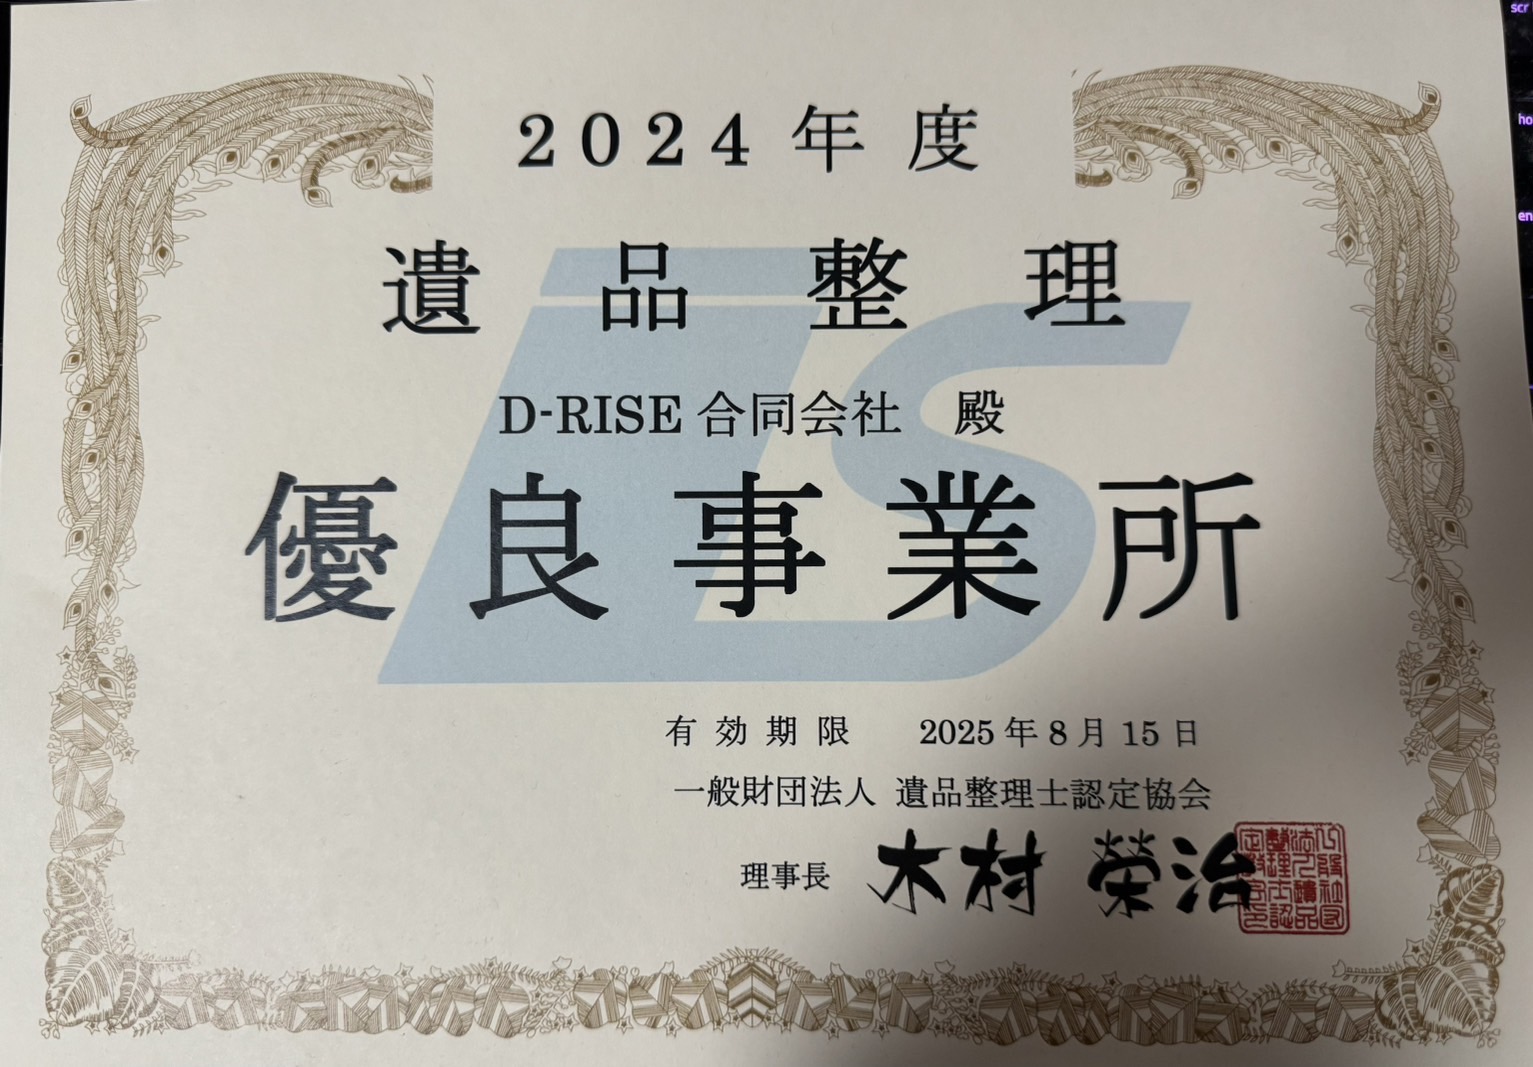 2024年度
遺品整理
D-RISE合同会社 殿
優良事業所
有効期限 2025年8月15日
一般財団法人 遺品整理士認定協会
理事長 木村 榮治
scr
ho
en